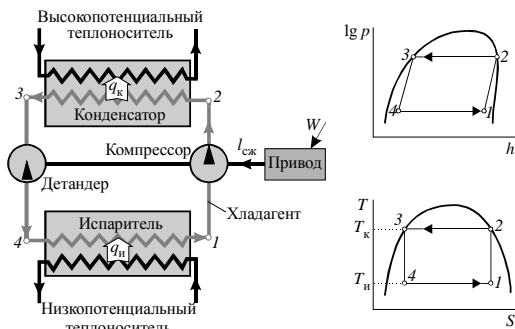 Высокопотенциальный
теплоноситель
qк
3
2
Конденсатор
Компрессор
lсж
W
Привод
Детандер
Хладагент
Испаритель
4
qи
1
Низкопотенциальный
теплоноситель
lg p
3
2
4
1
h
T
Tк
3
2
Tи
4
1
S